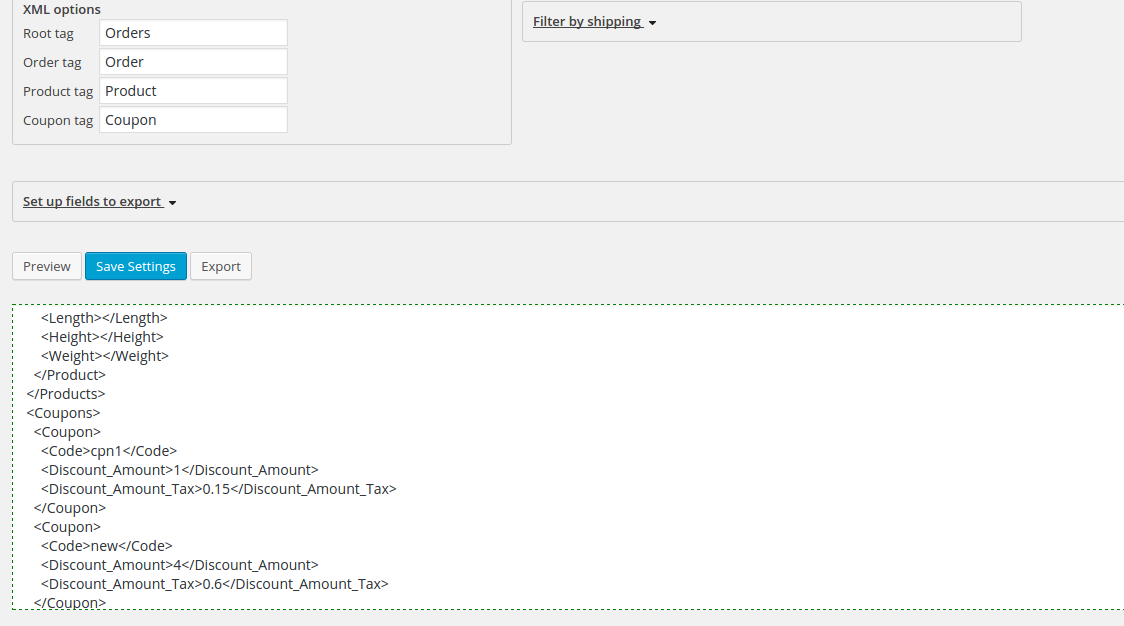 XML options
Root tag Orders
Order tag Order
Product tag Product
Coupon tag Coupon
Filter by shipping
Set up fields to export
Preview Save Settings Export
<Length></Length>
<Height></Height>
<Weight></Weight>
</Product>
</Products>
<Coupons>
<Coupon>
<Code>cpn1</Code>
<Discount_Amount>1</Discount_Amount>
<Discount_Amount_Tax>0.15</Discount_Amount_Tax>
</Coupon>
<Coupon>
<Code>new</Code>
<Discount_Amount>4</Discount_Amount>
<Discount_Amount_Tax>0.6</Discount_Amount_Tax>
</Coupon>